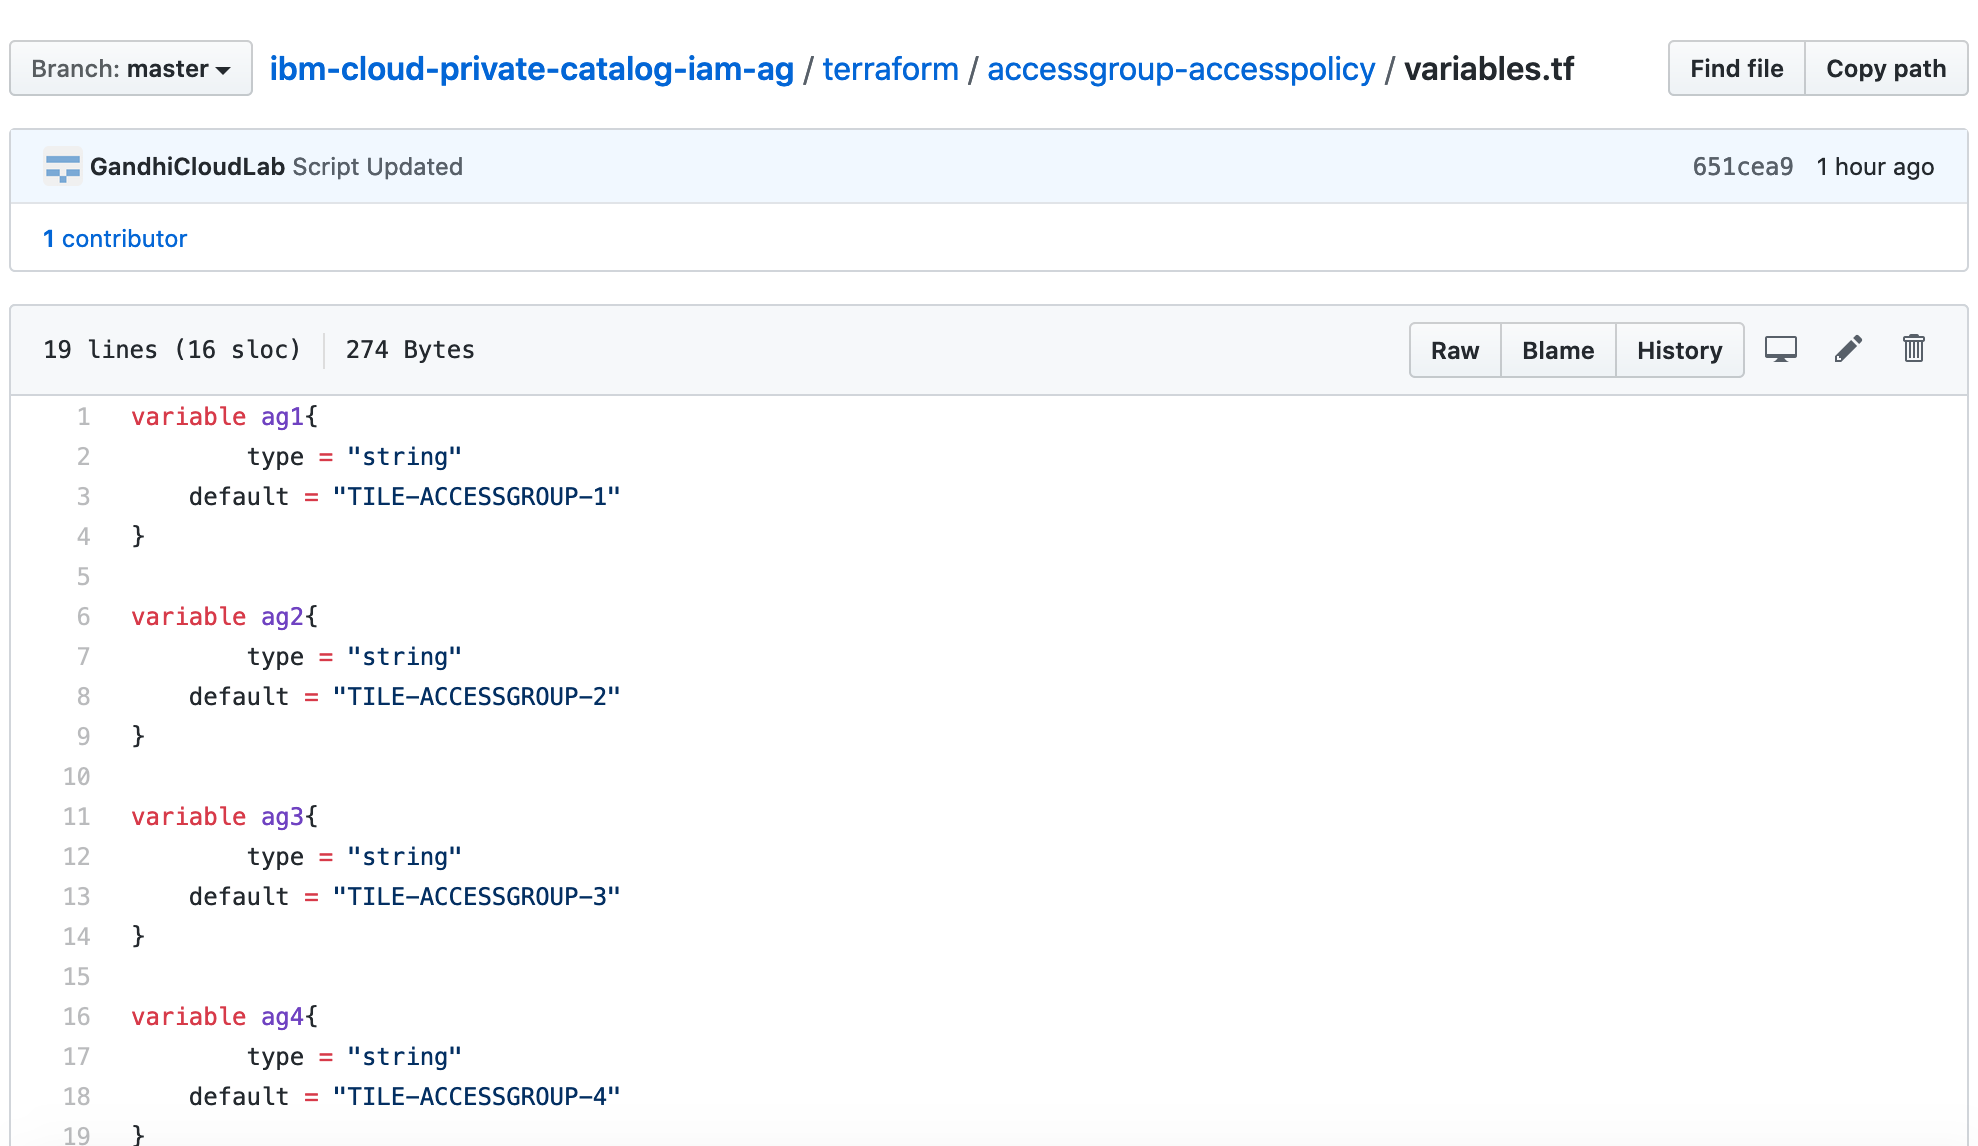 Branch: master ibm-cloud-private-catalog-iam-ag / terraform / accessgroup-accesspolicy / variables.tf Find file Copy path
GandhiCloudLab Script Updated 651cea9 1 hour ago
1 contributor
19 lines (16 sloc) 274 Bytes Raw Blame History
1 variable ag1{
2         type = "string"
3     default = "TILE-ACCESSGROUP-1"
4 }
5
6 variable ag2{
7         type = "string"
8     default = "TILE-ACCESSGROUP-2"
9 }
10
11 variable ag3{
12         type = "string"
13     default = "TILE-ACCESSGROUP-3"
14 }
15
16 variable ag4{
17         type = "string"
18     default = "TILE-ACCESSGROUP-4"
19 }